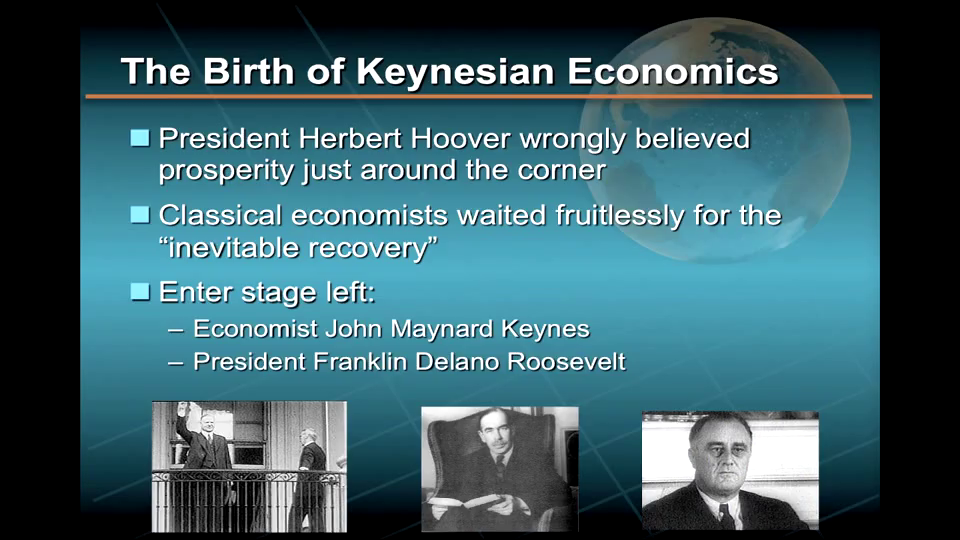 The Birth of Keynesian Economics
President Herbert Hoover wrongly believed
prosperity just around the corner
Classical economists waited fruitlessly for the
“inevitable recovery”
Enter stage left:
– Economist John Maynard Keynes
– President Franklin Delano Roosevelt